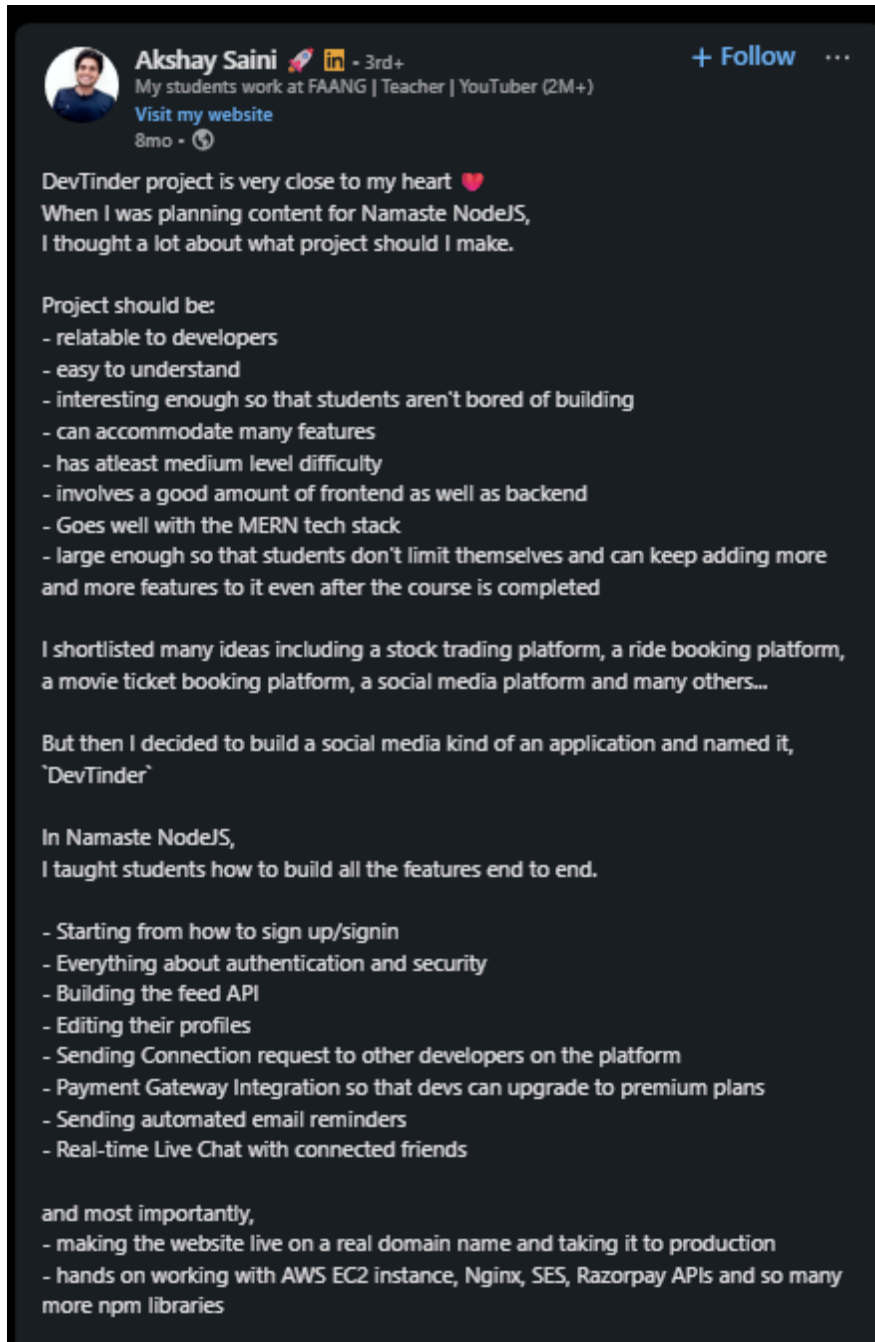 Akshay Saini 🚀 in • 3rd+
+ Follow ...
My students work at FAANG | Teacher | YouTuber (2M+)
Visit my website
8mo •
DevTinder project is very close to my heart ❤️
When I was planning content for Namaste NodeJS,
I thought a lot about what project should I make.
Project should be:
- relatable to developers
- easy to understand
- interesting enough so that students aren't bored of building
- can accommodate many features
- has atleast medium level difficulty
- involves a good amount of frontend as well as backend
- Goes well with the MERN tech stack
- large enough so that students don't limit themselves and can keep adding more
and more features to it even after the course is completed
I shortlisted many ideas including a stock trading platform, a ride booking platform,
a movie ticket booking platform, a social media platform and many others...
But then I decided to build a social media kind of an application and named it,
`DevTinder`
In Namaste NodeJS,
I taught students how to build all the features end to end.
- Starting from how to sign up/signin
- Everything about authentication and security
- Building the feed API
- Editing their profiles
- Sending Connection request to other developers on the platform
- Payment Gateway Integration so that devs can upgrade to premium plans
- Sending automated email reminders
- Real-time Live Chat with connected friends
and most importantly,
- making the website live on a real domain name and taking it to production
- hands on working with AWS EC2 instance, Nginx, SES, Razorpay APIs and so many
more npm libraries